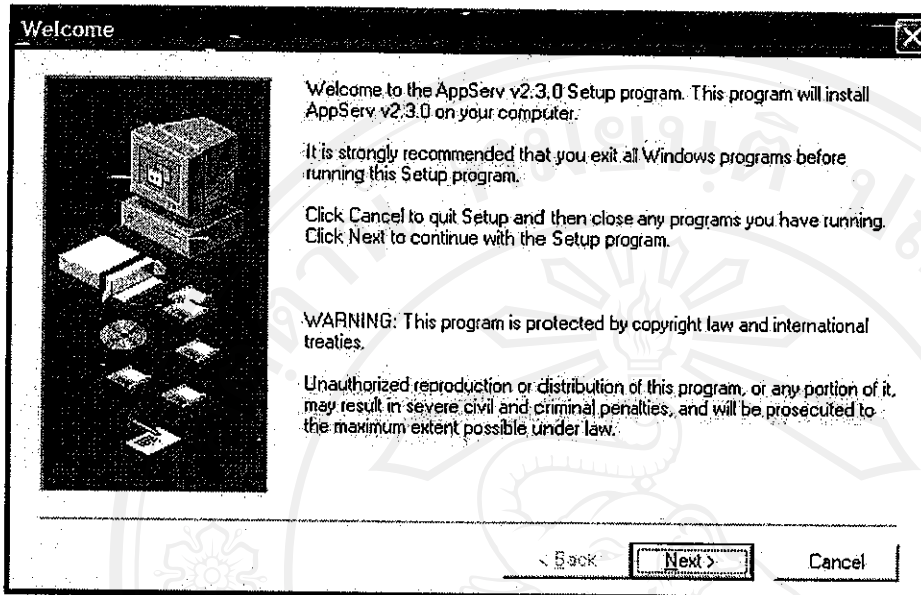 Welcome
Welcome to the AppServ v2.3.0 Setup program. This program will install
AppServ v2.3.0 on your computer.
It is strongly recommended that you exit all Windows programs before
running this Setup program.
Click Cancel to quit Setup and then close any programs you have running.
Click Next to continue with the Setup program.
WARNING: This program is protected by copyright law and international
treaties.
Unauthorized reproduction or distribution of this program, or any portion of it,
may result in severe civil and criminal penalties, and will be prosecuted to
the maximum extent possible under law.
< Back
Next >
Cancel